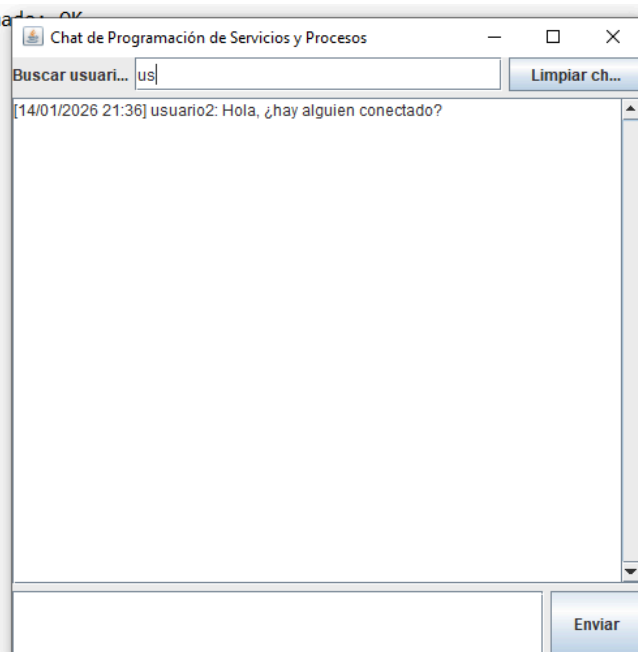 OK
Chat de Programación de Servicios y Procesos
Buscar usuari... us
Limpiar ch...
[14/01/2026 21:36] usuario2: Hola, ¿hay alguien conectado?
Enviar